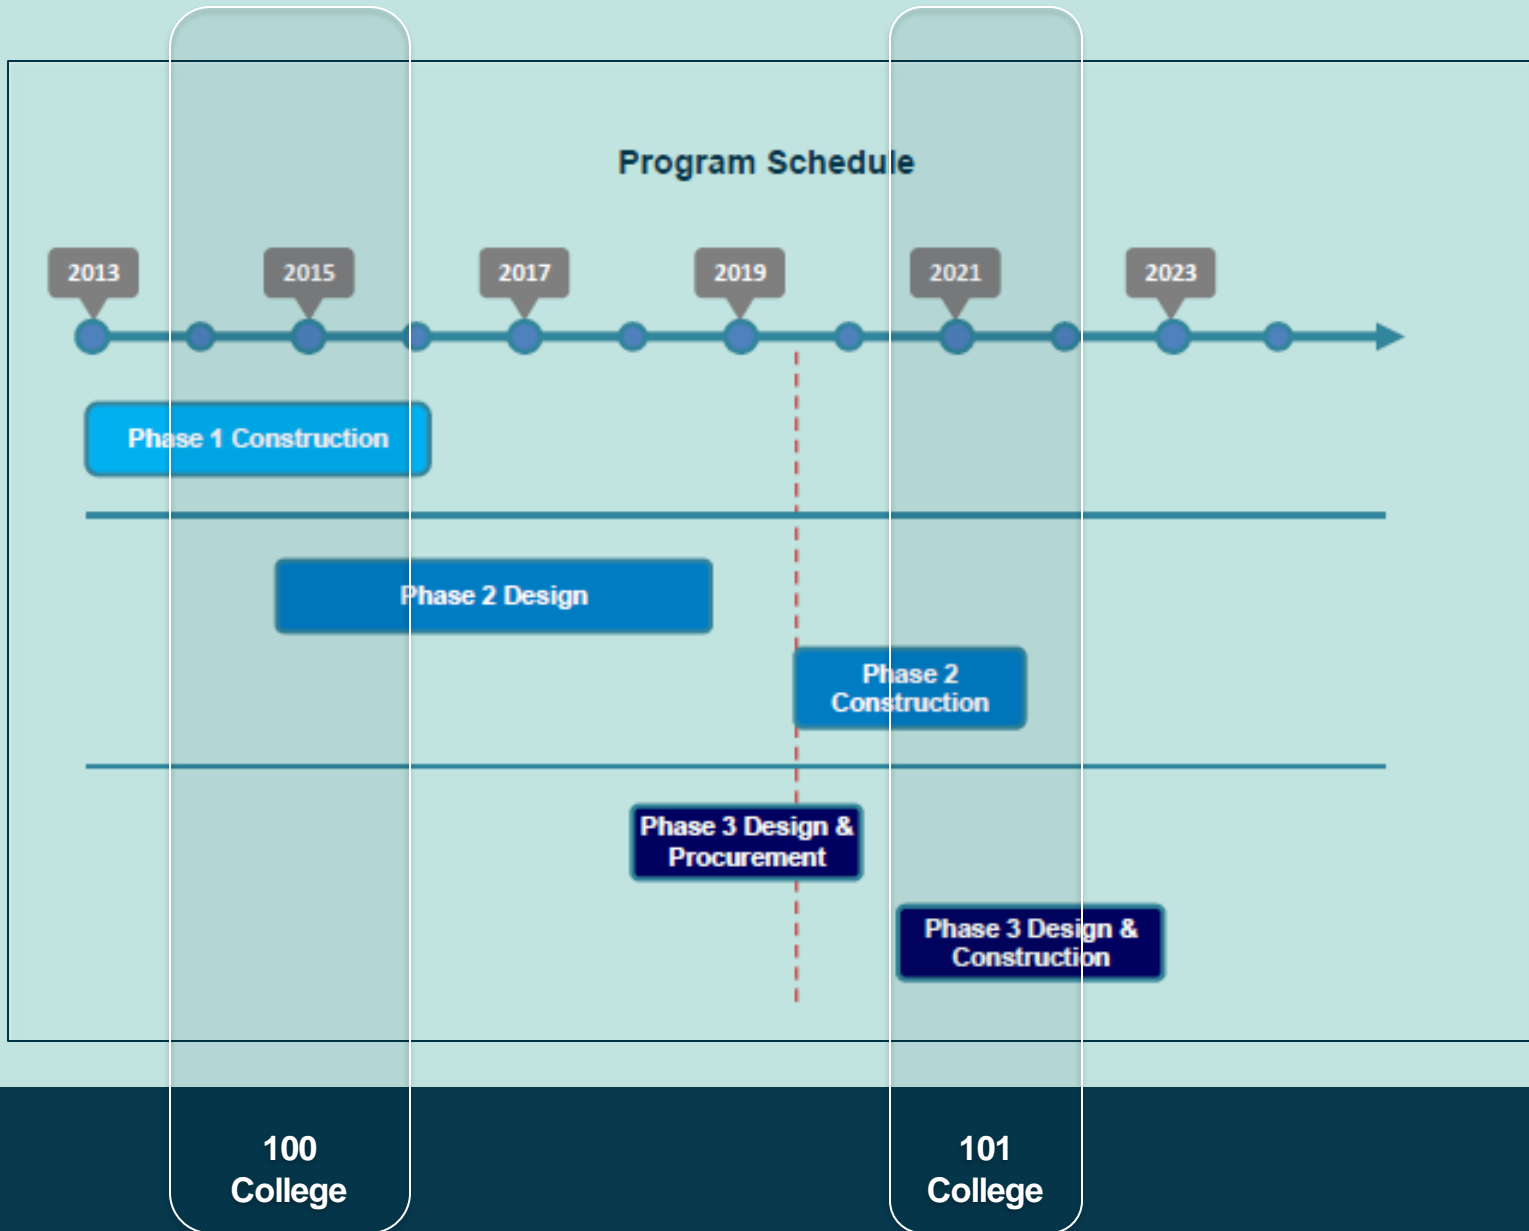 Program Schedule
2013
2015
2017
2019
2021
2023
Phase 1 Construction
Phase 2 Design
Phase 2
Construction
Phase 3 Design &
Procurement
Phase 3 Design &
Construction
100
College
101
College